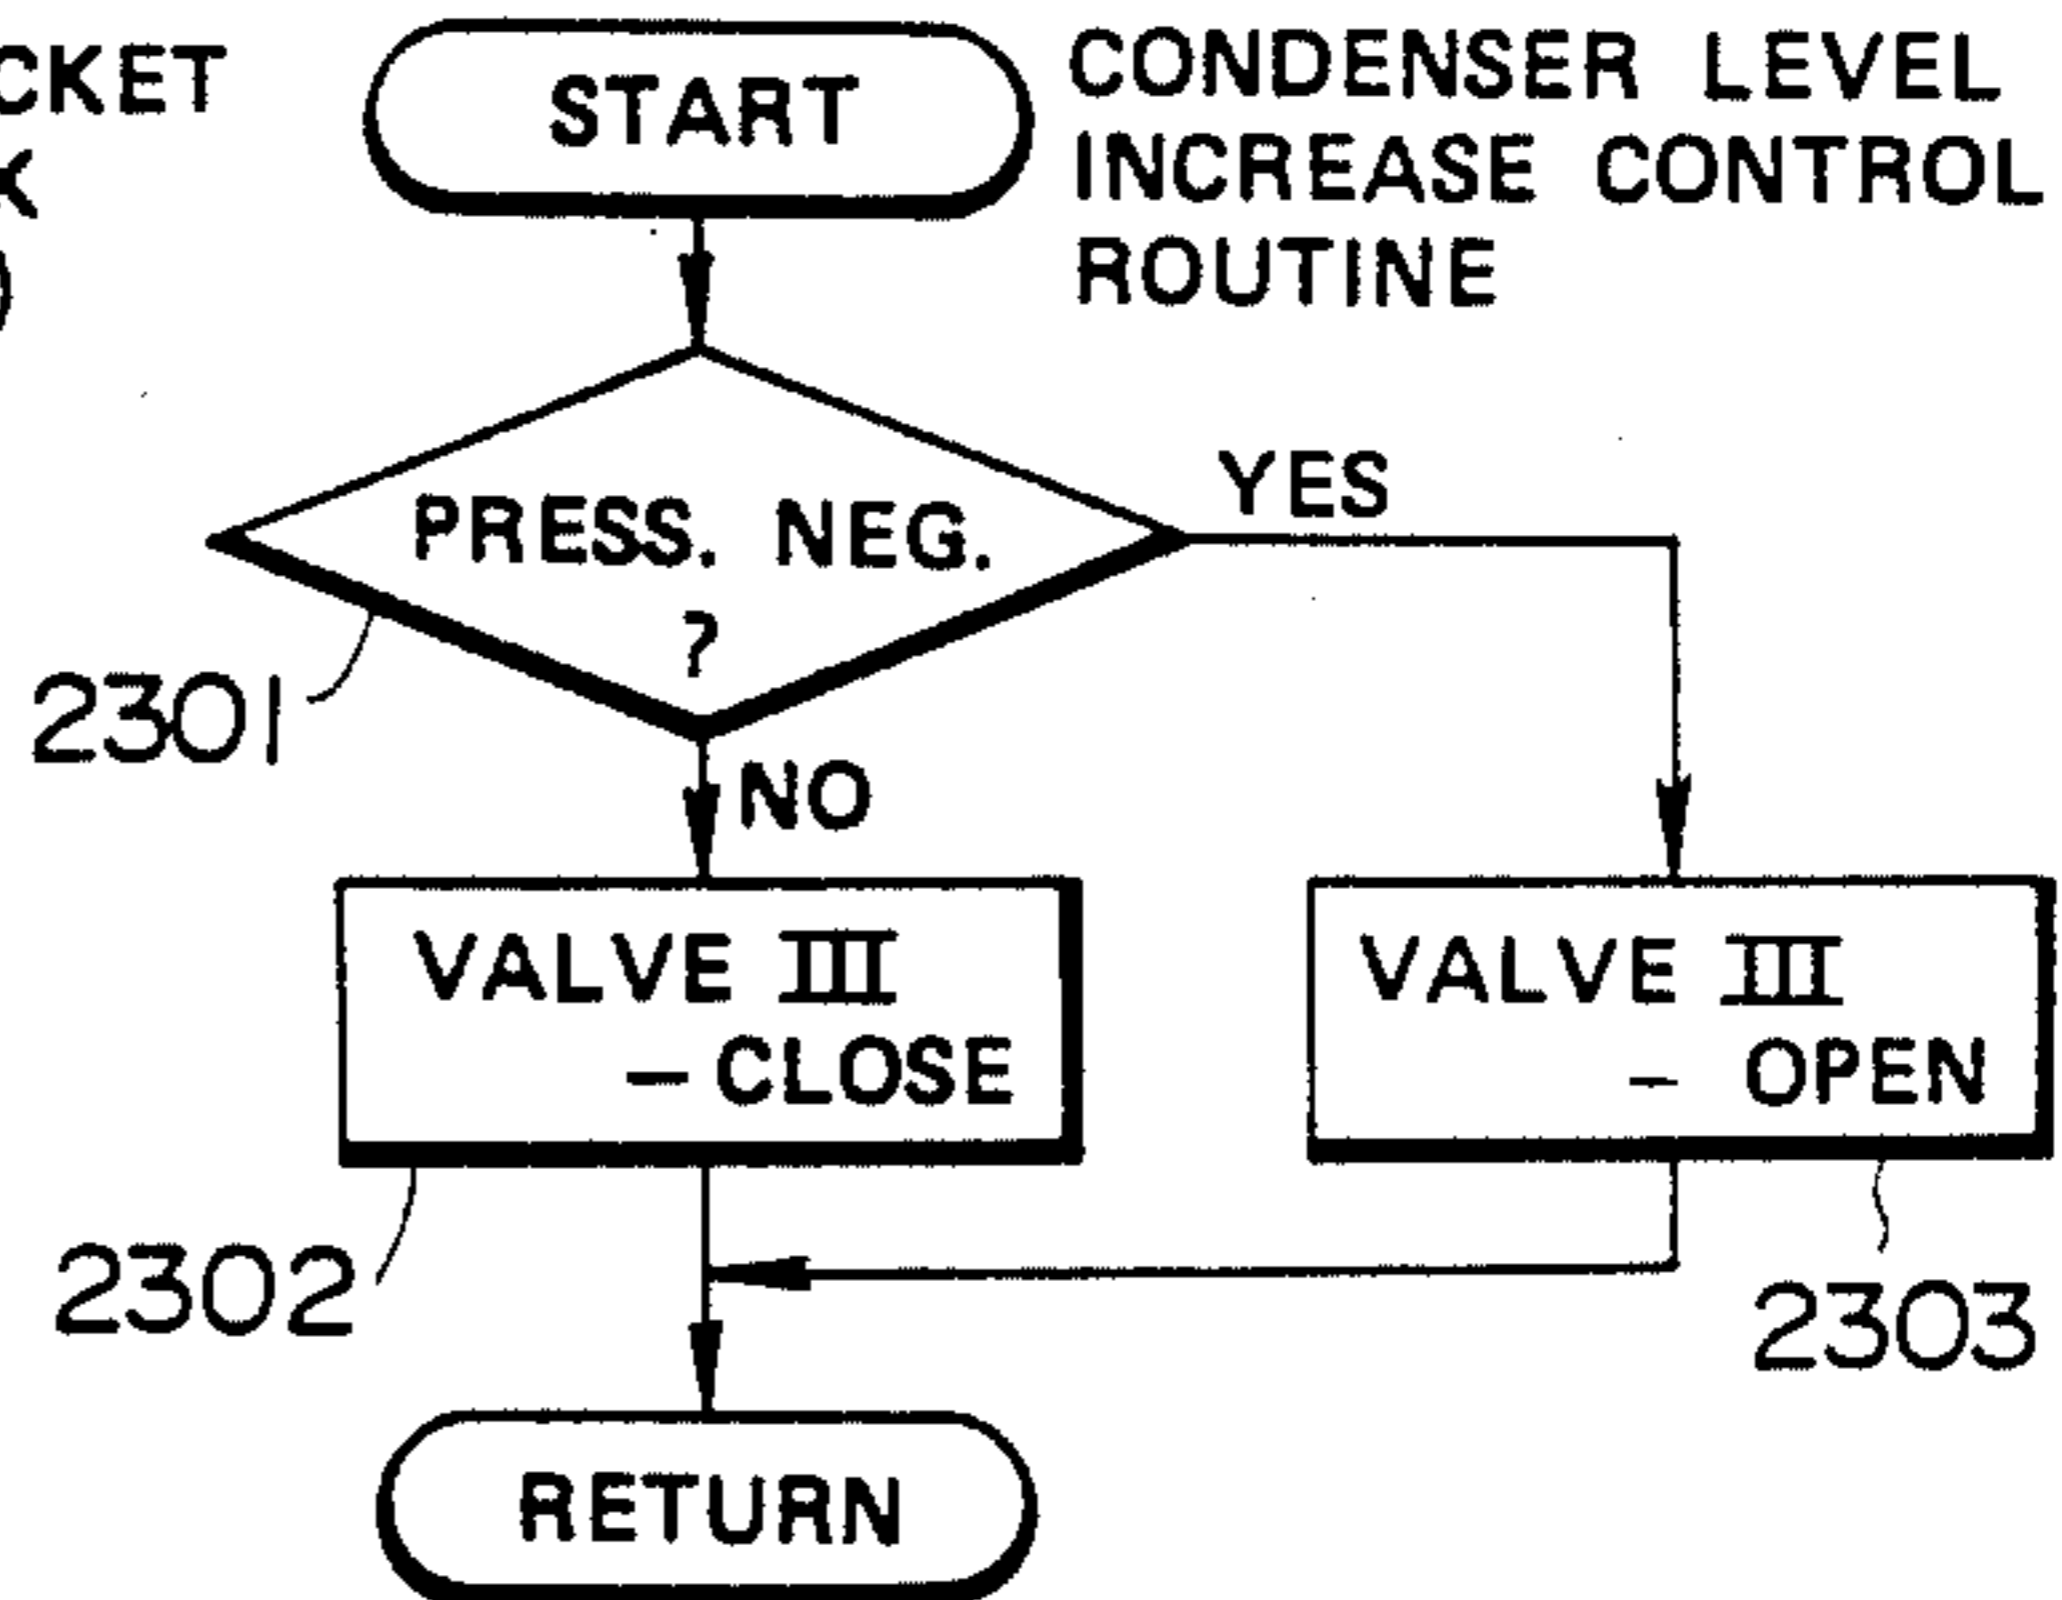 START
CONDENSER LEVEL
INCREASE CONTROL
ROUTINE
PRESS. NEG.
?
YES
2301
NO
VALVE III
– CLOSE
VALVE III
– OPEN
2302
2303
RETURN